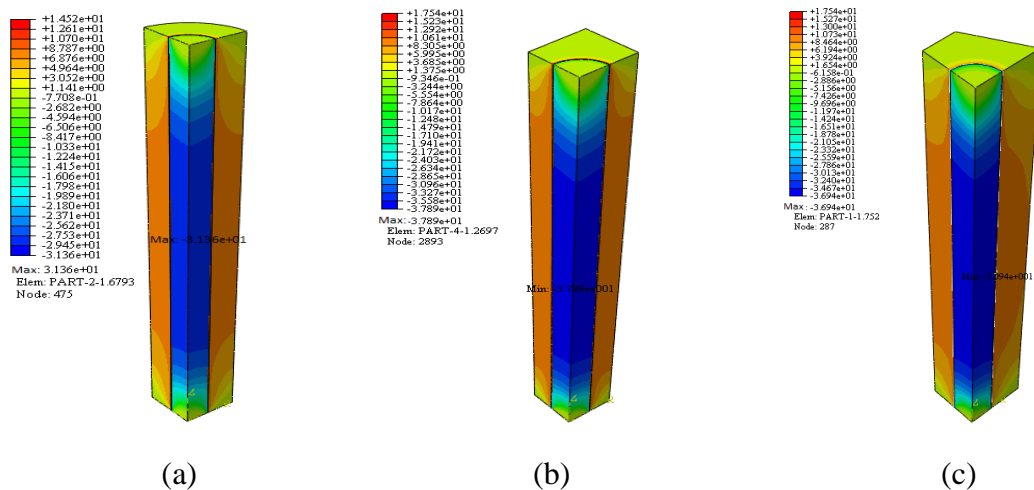 +1.452e+01
+1.261e+01
+1.070e+01
+8.787e+00
+6.876e+00
+4.964e+00
+3.052e+00
+1.141e+00
-7.708e-01
-2.682e+00
-4.594e+00
-6.506e+00
-8.417e+00
-1.033e+01
-1.224e+01
-1.415e+01
-1.606e+01
-1.798e+01
-1.989e+01
-2.180e+01
-2.371e+01
-2.562e+01
-2.753e+01
-2.945e+01
-3.136e+01
Max: 3.136e+01
Elem: PART-2-1.6793
Node: 475
Max: -3.136e+01
(a)
+1.754e+01
+1.523e+01
+1.292e+01
+1.061e+01
+8.305e+00
+5.995e+00
+3.685e+00
+1.375e+00
-9.346e-01
-3.244e+00
-5.554e+00
-7.864e+00
-1.017e+01
-1.248e+01
-1.479e+01
-1.710e+01
-1.941e+01
-2.172e+01
-2.403e+01
-2.634e+01
-2.865e+01
-3.096e+01
-3.327e+01
-3.558e+01
-3.789e+01
Max: -3.789e+01
Elem: PART-4-1.2697
Node: 2893
Min: -3.789e+001
(b)
+1.754e+01
+1.527e+01
+1.300e+01
+1.073e+01
+8.464e+00
+6.194e+00
+3.924e+00
+1.654e+00
-6.158e-01
-2.886e+00
-5.156e+00
-7.426e+00
-9.696e+00
-1.197e+01
-1.424e+01
-1.651e+01
-1.878e+01
-2.105e+01
-2.332e+01
-2.559e+01
-2.786e+01
-3.013e+01
-3.240e+01
-3.467e+01
-3.694e+01
Max: -3.694e+01
Elem: PART-1-1.752
Node: 287
(c)